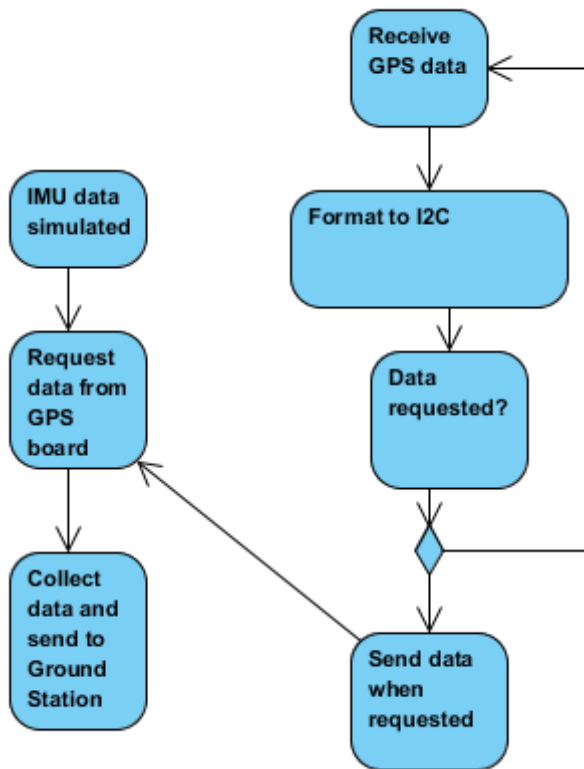 Receive
GPS data
IMU data
simulated
Format to I2C
Request
data from
GPS
board
Data
requested?
Collect
data and
send to
Ground
Station
Send data
when
requested